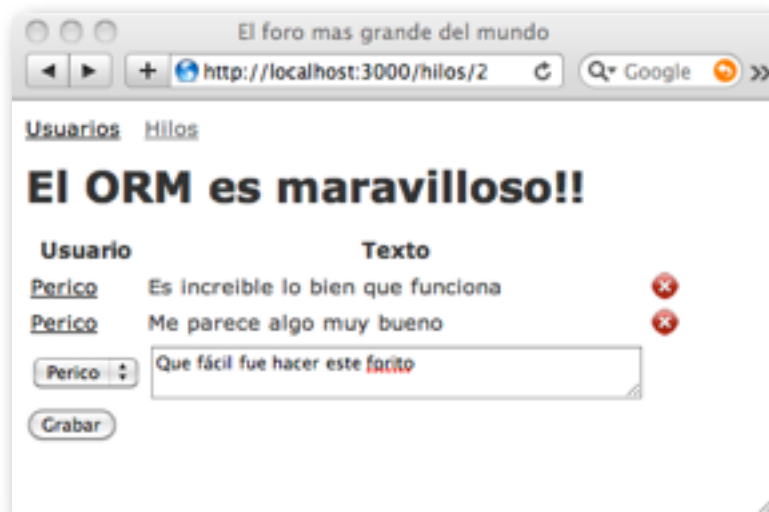 El foro mas grande del mundo
http://localhost:3000/hilos/2 Google
Usuarios Hilos
El ORM es maravilloso!!
Usuario Texto
Perico Es increible lo bien que funciona
Perico Me parece algo muy bueno
Perico Que fácil fue hacer este forito
Grabar